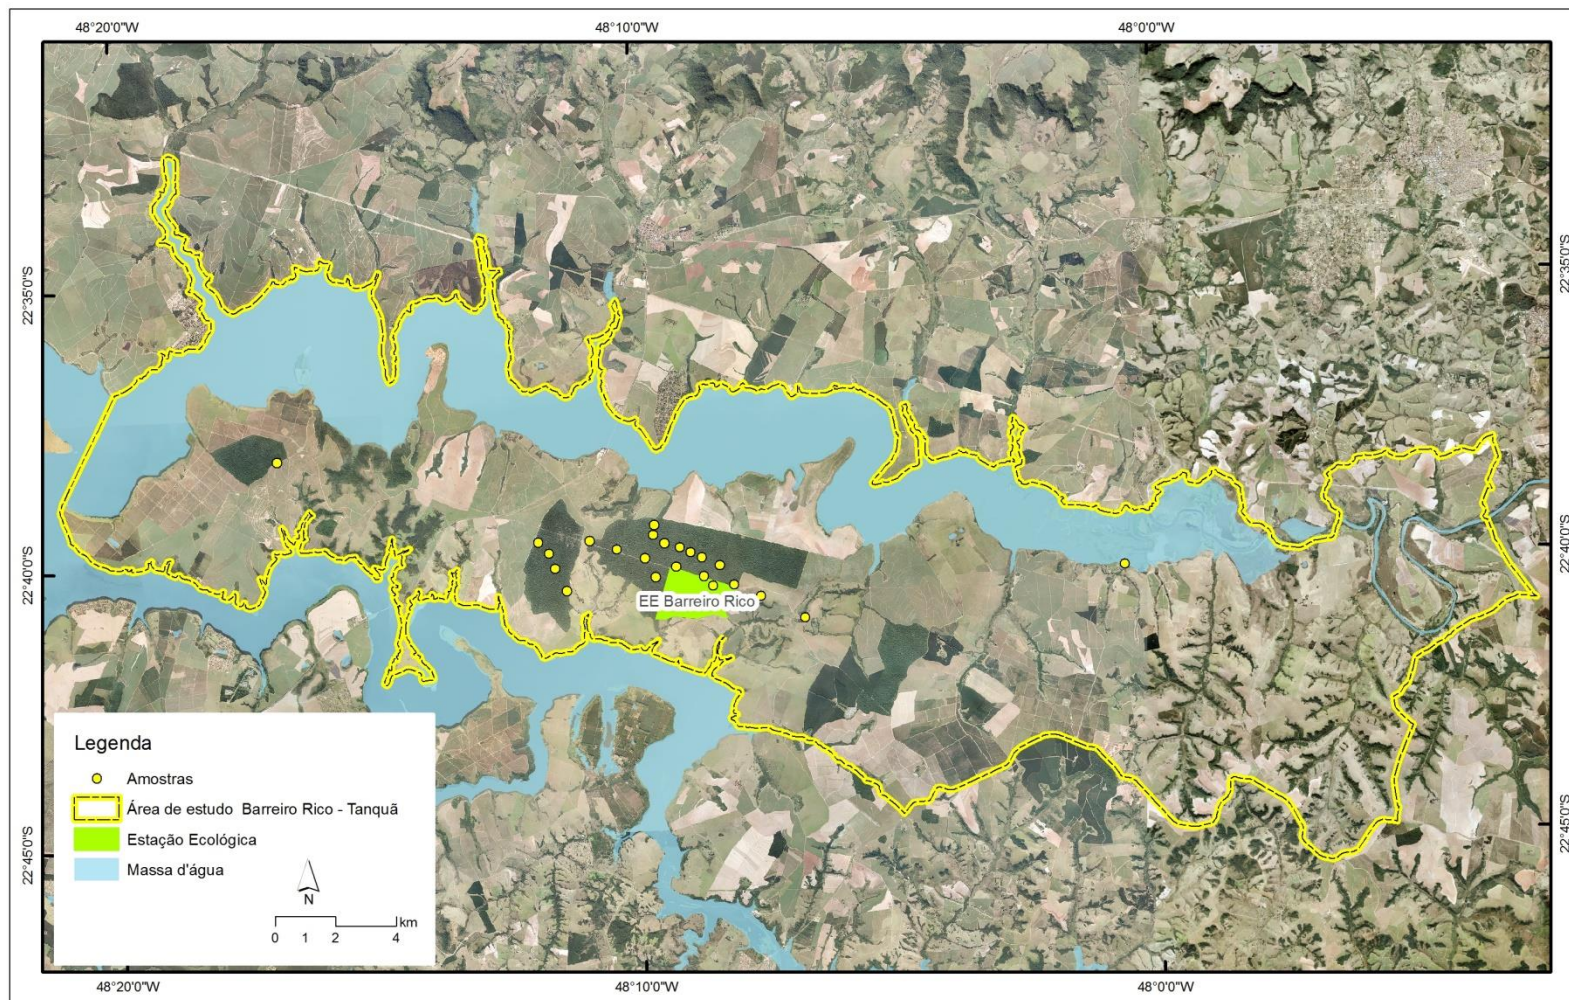 48°20'0"W
48°10'0"W
48°0'0"W
22°35'0"S
22°35'0"S
22°40'0"S
22°40'0"S
EE Barreiro Rico
22°45'0"S
22°45'0"S
Legenda
Amostras
Área de estudo Barreiro Rico - Tanquã
Estação Ecológica
Massa d'água
N
km
0 1 2 4
48°20'0"W
48°10'0"W
48°0'0"W